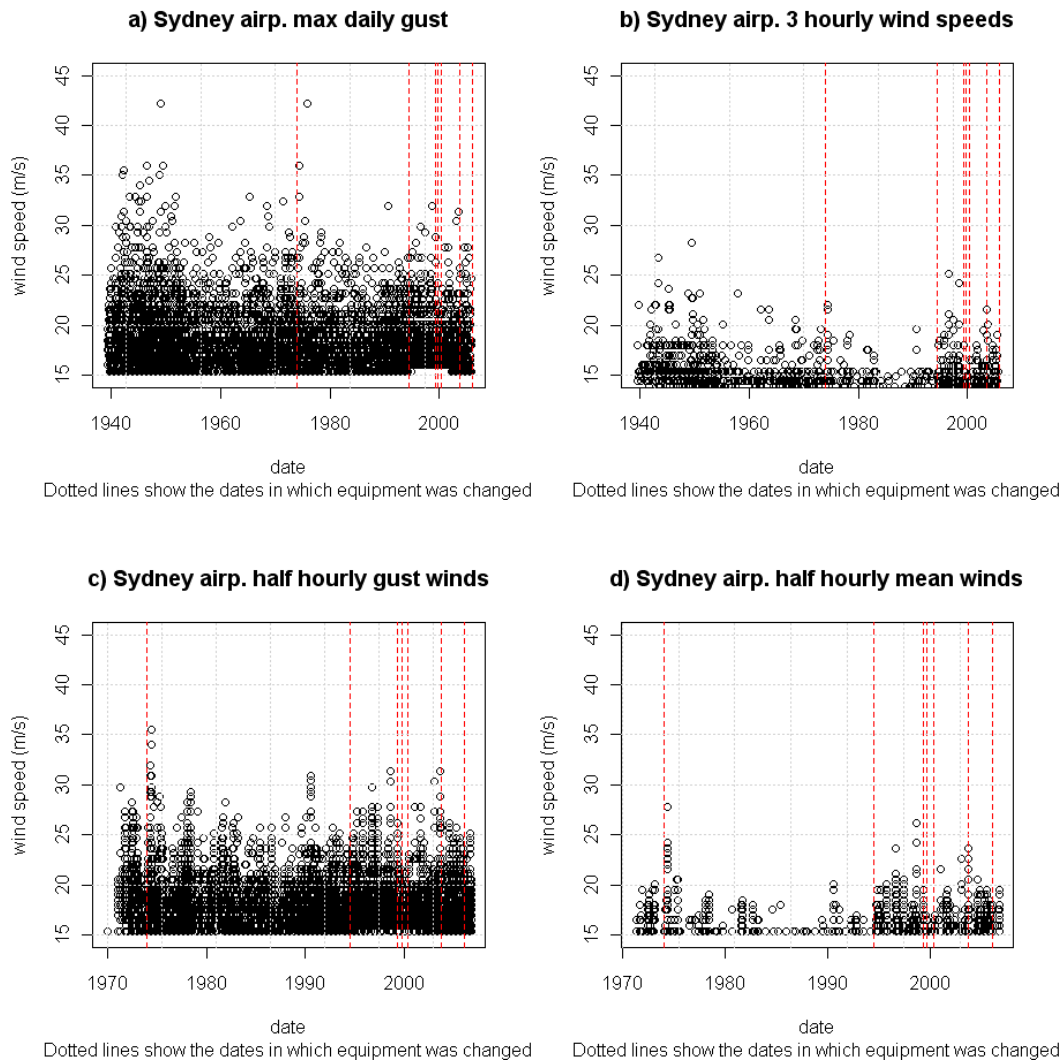 a) Sydney airp. max daily gust
wind speed (m/s)
45
40
35
30
25
20
15
1940
1960
1980
2000
date
Dotted lines show the dates in which equipment was changed
b) Sydney airp. 3 hourly wind speeds
wind speed (m/s)
45
40
35
30
25
20
15
1940
1960
1980
2000
date
Dotted lines show the dates in which equipment was changed
c) Sydney airp. half hourly gust winds
wind speed (m/s)
45
40
35
30
25
20
15
1970
1980
1990
2000
date
Dotted lines show the dates in which equipment was changed
d) Sydney airp. half hourly mean winds
wind speed (m/s)
45
40
35
30
25
20
15
1970
1980
1990
2000
date
Dotted lines show the dates in which equipment was changed